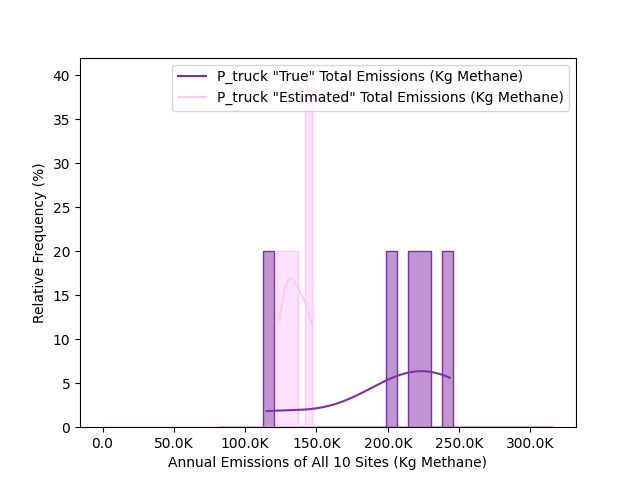 P_truck "True" Total Emissions (Kg Methane)
P_truck "Estimated" Total Emissions (Kg Methane)
40
35
30
25
20
15
10
5
0
Relative Frequency (%)
0.0 50.0K 100.0K 150.0K 200.0K 250.0K 300.0K
Annual Emissions of All 10 Sites (Kg Methane)